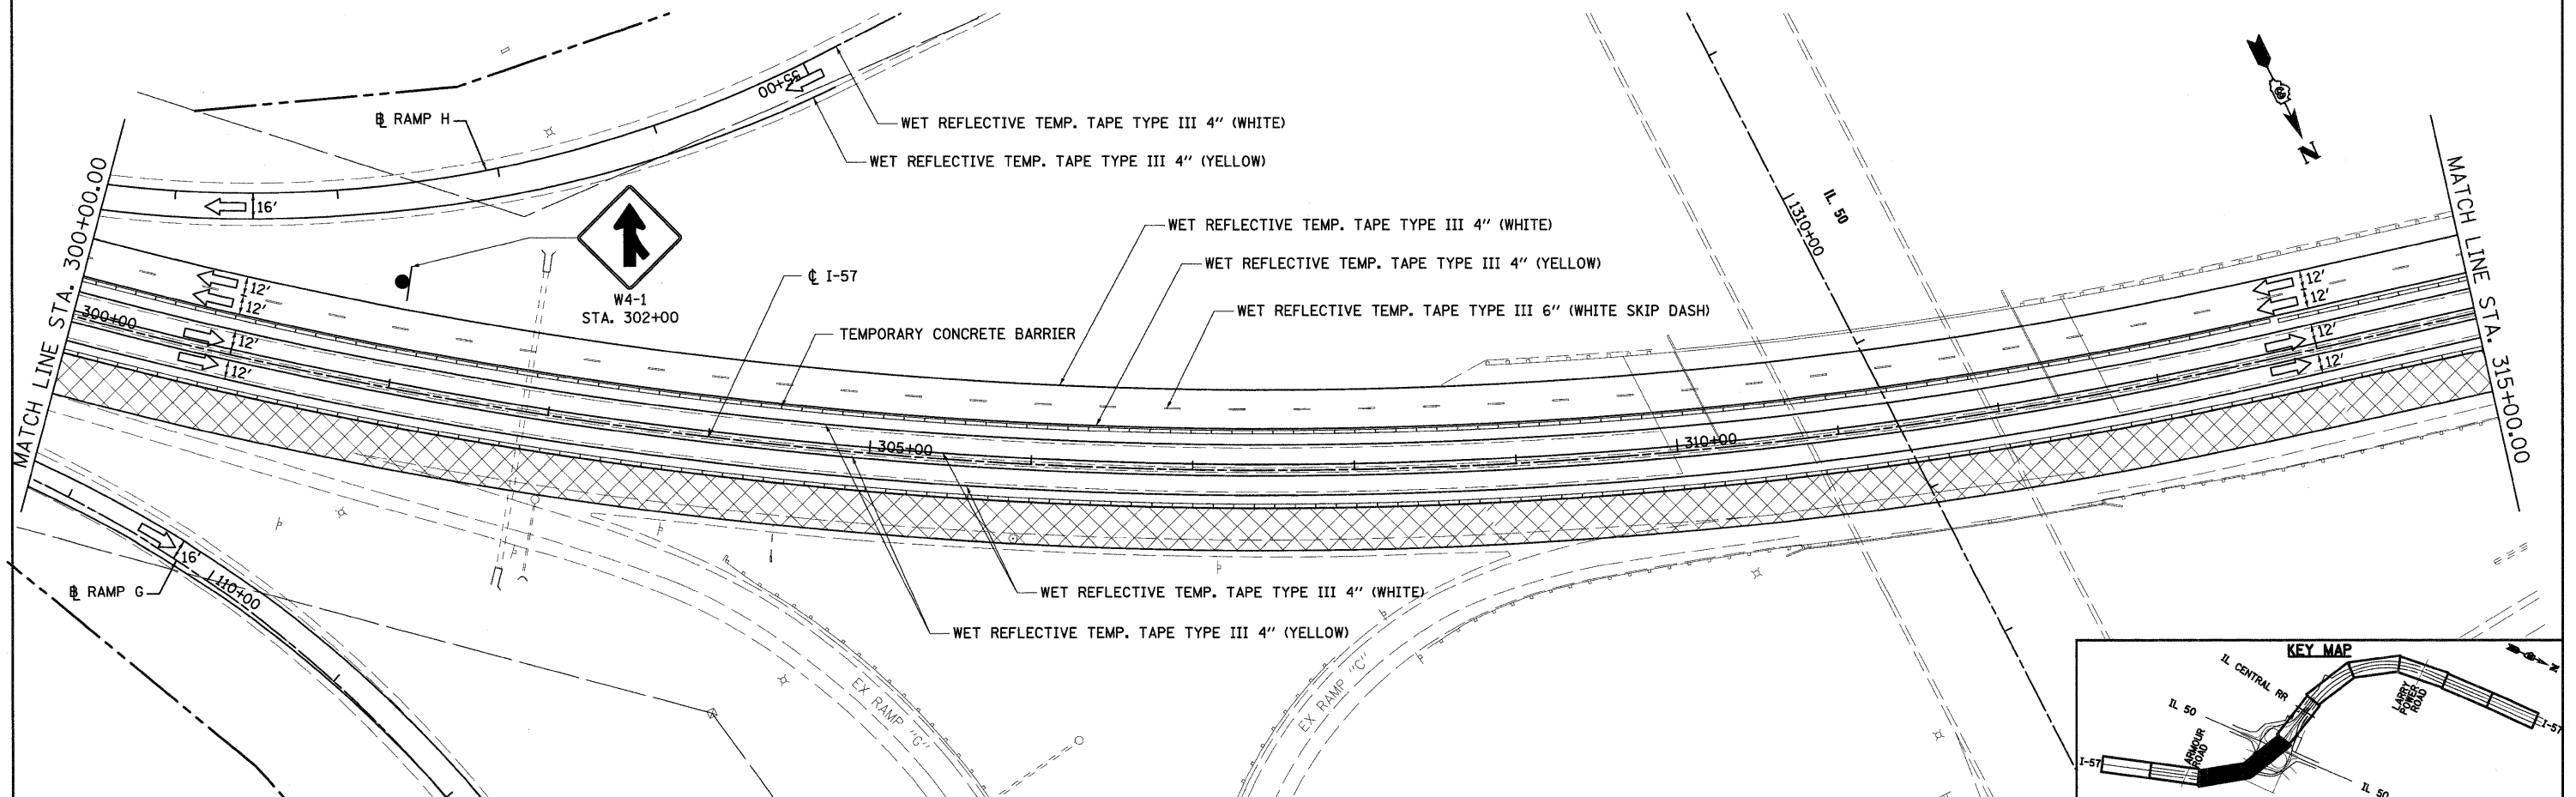 55+00
℄ RAMP H
WET REFLECTIVE TEMP. TAPE TYPE III 4" (WHITE)
WET REFLECTIVE TEMP. TAPE TYPE III 4" (YELLOW)
N
MATCH LINE STA. 300+00.00
16'
IL 50
1310+00
WET REFLECTIVE TEMP. TAPE TYPE III 4" (WHITE)
WET REFLECTIVE TEMP. TAPE TYPE III 4" (YELLOW)
WET REFLECTIVE TEMP. TAPE TYPE III 6" (WHITE SKIP DASH)
MATCH LINE STA. 315+00.00
W4-1
STA. 302+00
℄ I-57
TEMPORARY CONCRETE BARRIER
12'
12'
12'
12'
12'
12'
12'
12'
300+00
305+00
310+00
16'
110+00
℄ RAMP G
WET REFLECTIVE TEMP. TAPE TYPE III 4" (WHITE)
WET REFLECTIVE TEMP. TAPE TYPE III 4" (YELLOW)
EX RAMP "G"
EX RAMP "C"
KEY MAP
N
IL CENTRAL RR
IL 50
LARRY
POWER
ROAD
I-57
ARMOUR
ROAD
I-57
IL 50